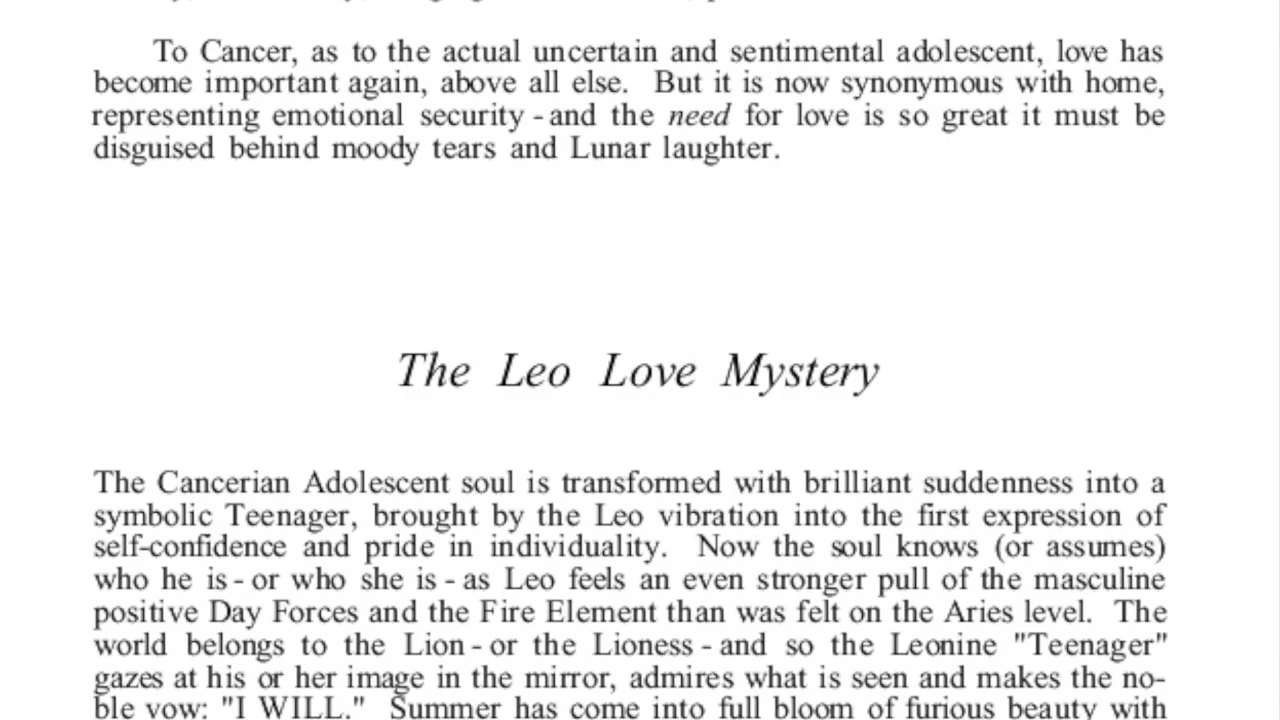 To Cancer, as to the actual uncertain and sentimental adolescent, love has
become important again, above all else. But it is now synonymous with home,
representing emotional security - and the need for love is so great it must be
disguised behind moody tears and Lunar laughter.
The Leo Love Mystery
The Cancerian Adolescent soul is transformed with brilliant suddenness into a
symbolic Teenager, brought by the Leo vibration into the first expression of
self-confidence and pride in individuality. Now the soul knows (or assumes)
who he is - or who she is - as Leo feels an even stronger pull of the masculine
positive Day Forces and the Fire Element than was felt on the Aries level. The
world belongs to the Lion - or the Lioness - and so the Leonine "Teenager"
gazes at his or her image in the mirror, admires what is seen and makes the no-
ble vow: "I WILL." Summer has come into full bloom of furious beauty with